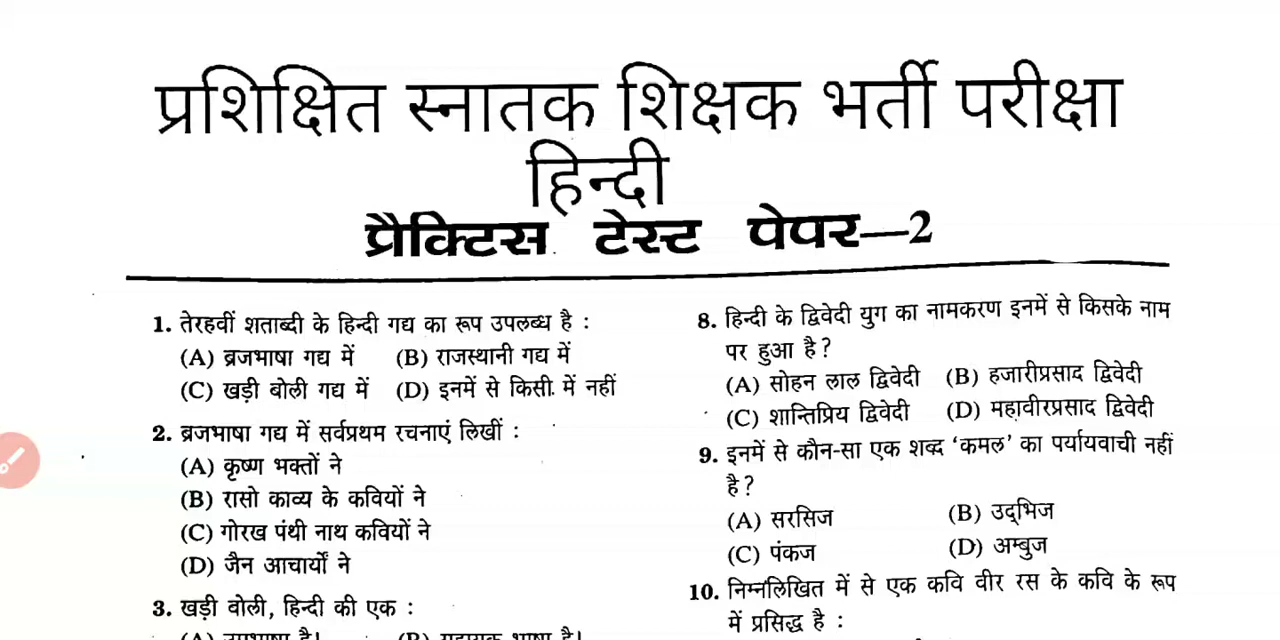 प्रशिक्षित स्नातक शिक्षक भर्ती परीक्षा
हिन्दी
प्रैक्टिस टेस्ट पेपर—2
1. तेरहवीं शताब्दी के हिन्दी गद्य का रूप उपलब्ध है :
(A) ब्रजभाषा गद्य में (B) राजस्थानी गद्य में
(C) खड़ी बोली गद्य में (D) इनमें से किसी में नहीं
2. ब्रजभाषा गद्य में सर्वप्रथम रचनाएं लिखीं :
(A) कृष्ण भक्तों ने
(B) रासो काव्य के कवियों ने
(C) गोरख पंथी नाथ कवियों ने
(D) जैन आचार्यों ने
3. खड़ी बोली, हिन्दी की एक :
(A) उपभाषा है। (B) सहायक भाषा है।
8. हिन्दी के द्विवेदी युग का नामकरण इनमें से किसके नाम
पर हुआ है?
(A) सोहन लाल द्विवेदी (B) हजारीप्रसाद द्विवेदी
(C) शान्तिप्रिय द्विवेदी (D) महावीरप्रसाद द्विवेदी
9. इनमें से कौन-सा एक शब्द ‘कमल’ का पर्यायवाची नहीं
है?
(A) सरसिज (B) उद्‌भिज
(C) पंकज (D) अम्बुज
10. निम्नलिखित में से एक कवि वीर रस के कवि के रूप
में प्रसिद्ध है :